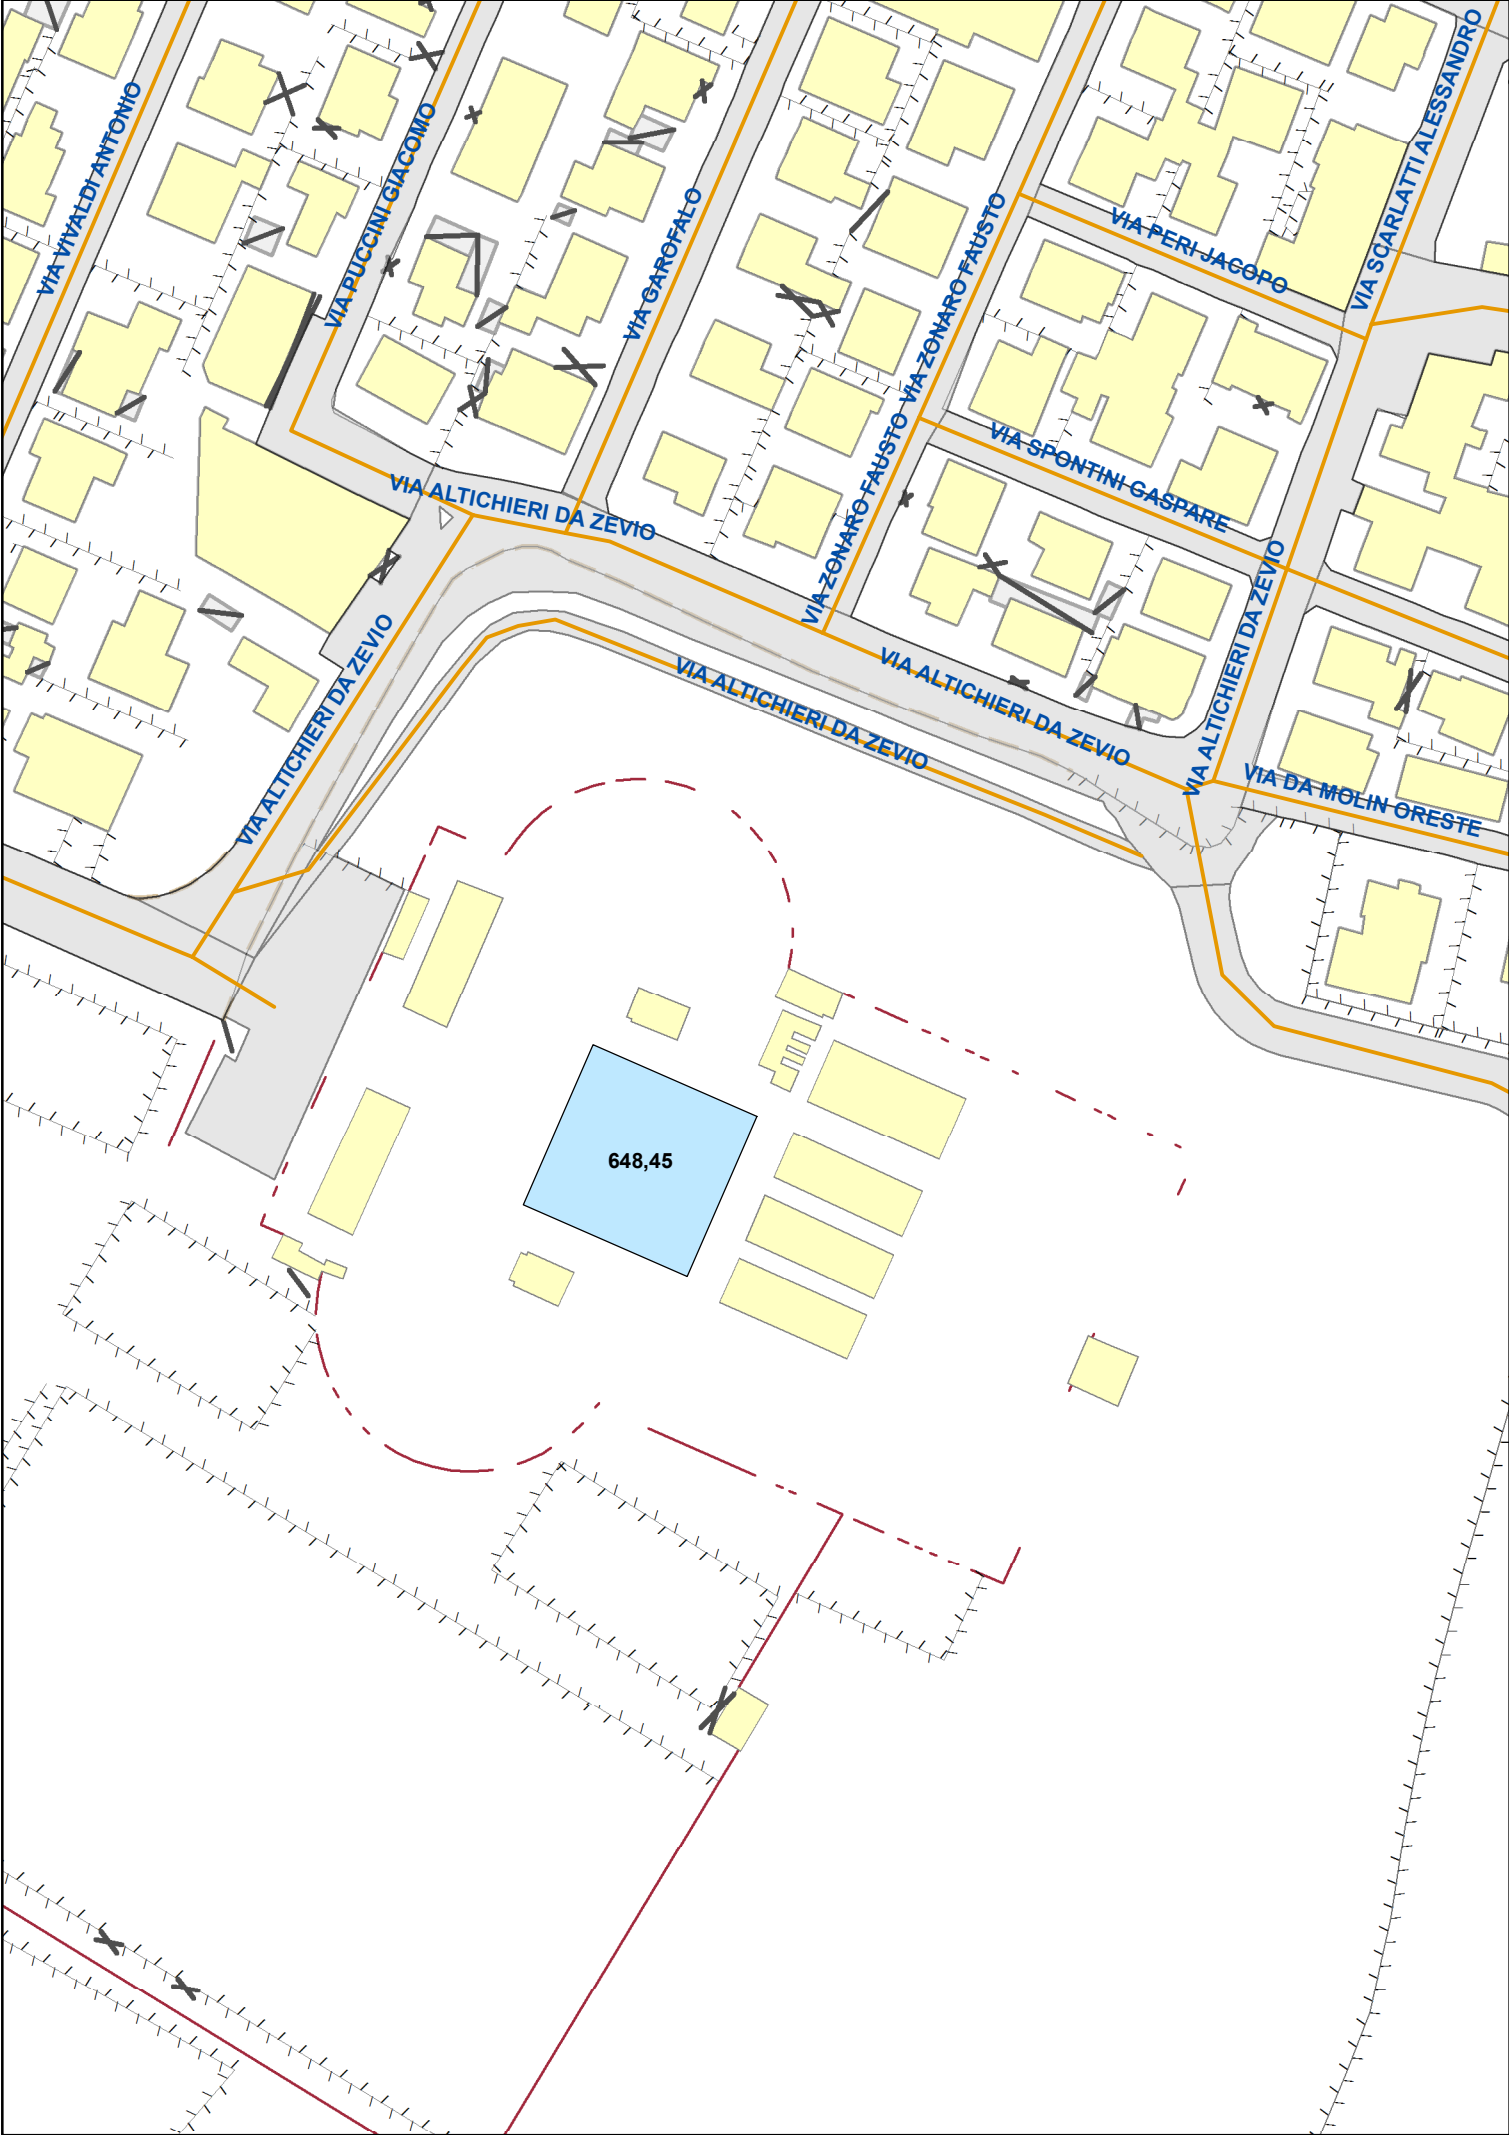 VIA VIVALDI ANTONIO
VIA PUCCINI GIACOMO
VIA GAROFALO
VIA ZONARO FAUSTO
VIA ZONARO FAUSTO
VIA PERI JACOPO
VIA SCARLATTI ALESSANDRO
VIA SPONTINI GASPARE
VIA ALTICHIERI DA ZEVIO
VIA ALTICHIERI DA ZEVIO
VIA ALTICHIERI DA ZEVIO
VIA ALTICHIERI DA ZEVIO
VIA ALTICHIERI DA ZEVIO
VIA DA MOLIN ORESTE
648,45